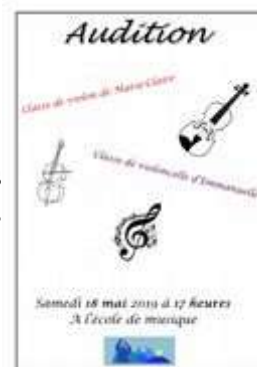 Audition
Classe de violon de Marie-Claire
Classe de violoncelle d'Emmanuelle
Samedi 18 mai 2019 à 17 heures
A l'école de musique